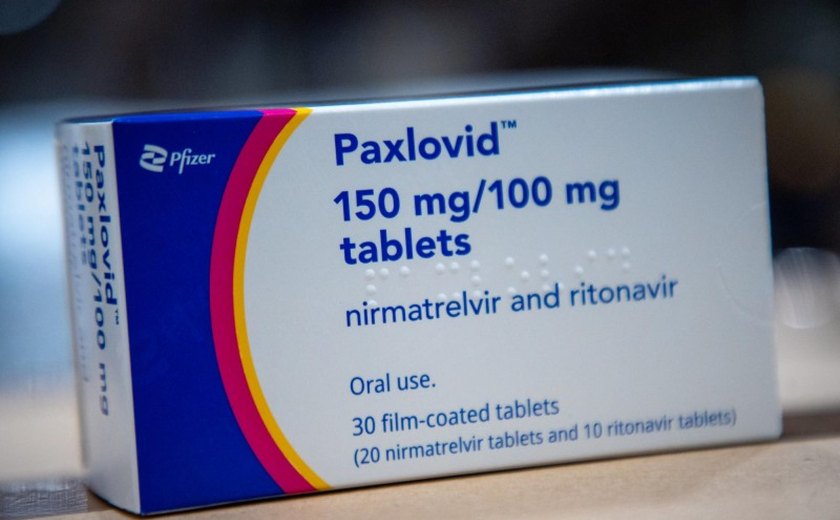 Pfizer
Paxlovid™
150 mg/100 mg
tablets
nirmatrelvir and ritonavir
Oral use.
30 film-coated tablets
(20 nirmatrelvir tablets and 10 ritonavir tablets)
Paxlovid™
150 mg/100 mg
tablets